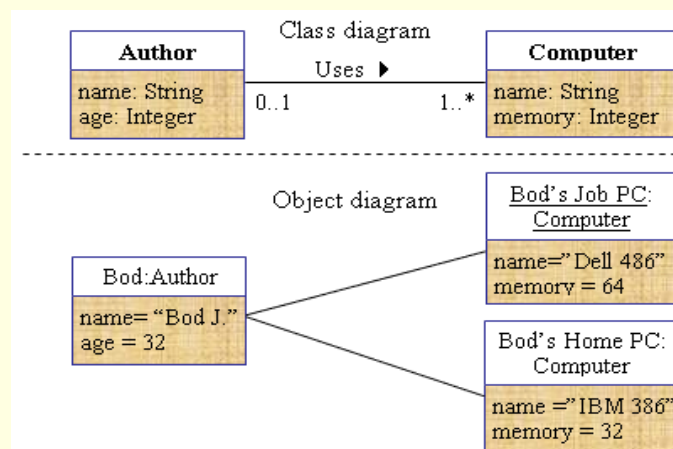 Class diagram
Author
name: String
age: Integer
Uses ▶
0..1
1..*
Computer
name: String
memory: Integer
Object diagram
Bod:Author
name= “Bod J.”
age = 32
Bod's Job PC:
Computer
name=”Dell 486”
memory = 64
Bod's Home PC:
Computer
name =”IBM 386”
memory = 32